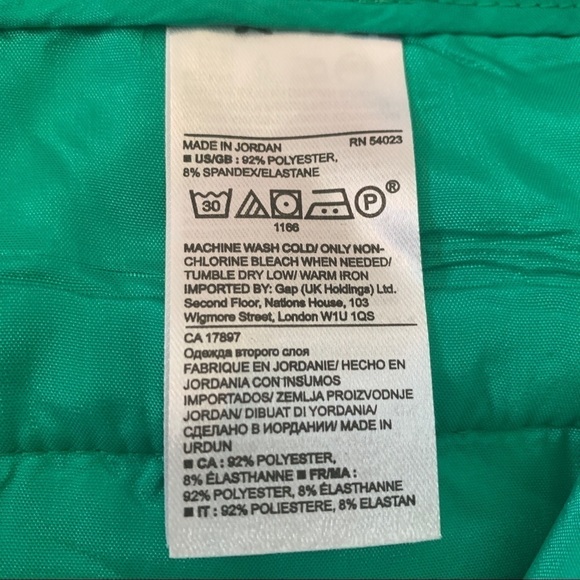 MADE IN JORDAN RN 54023
■ US/GB : 92% POLYESTER,
8% SPANDEX/ELASTANE
30 P®
1166
MACHINE WASH COLD/ ONLY NON-
CHLORINE BLEACH WHEN NEEDED/
TUMBLE DRY LOW/ WARM IRON
IMPORTED BY: Gap (UK Holdings) Ltd.
Second Floor, Nations House, 103
Wigmore Street, London W1U 1QS
CA 17897
Одежда второго слоя
FABRIQUE EN JORDANIE/ HECHO EN
JORDANIA CON INSUMOS
IMPORTADOS/ ZEMLJA PROIZVODNJE
JORDAN/ DIBUAT DI YORDANIA/
СДЕЛАНО В ИОРДАНИИ/ MADE IN
URDUN
■ CA : 92% POLYESTER,
8% ÉLASTHANNE ■ FR/MA :
92% POLYESTER, 8% ÉLASTHANNE
■ IT : 92% POLIESTERE, 8% ELASTAN